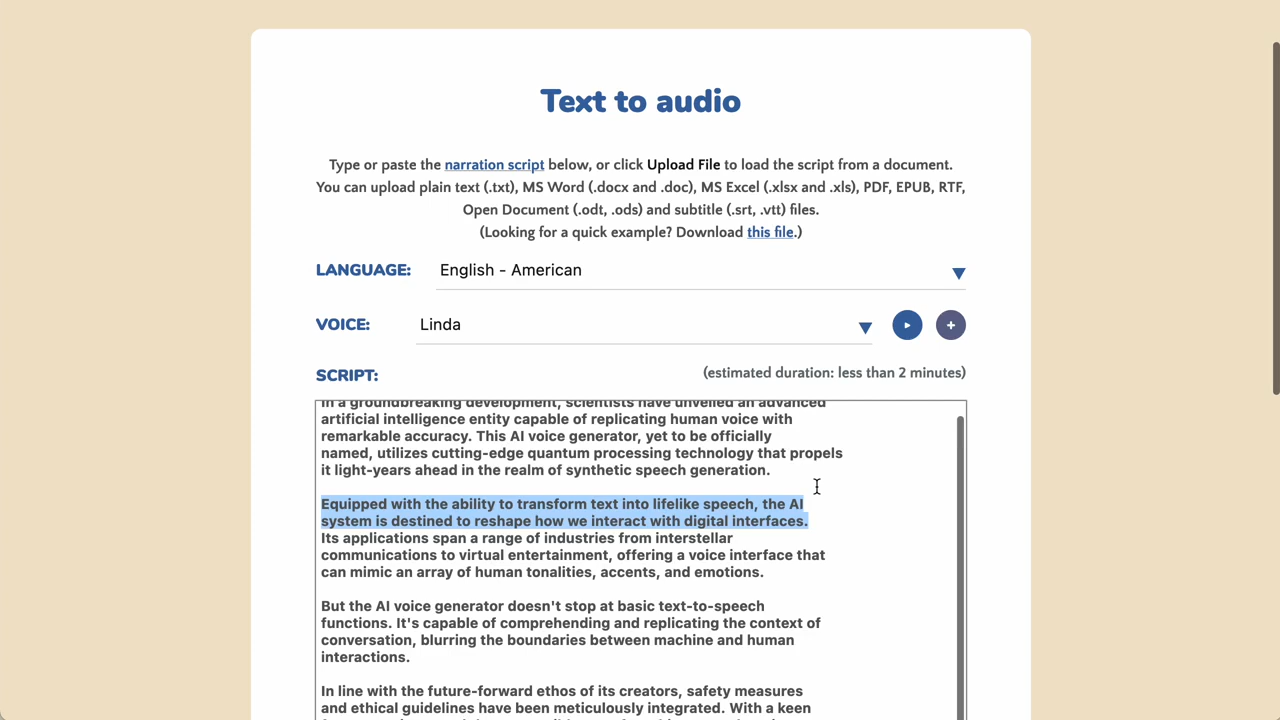 Text to audio
Type or paste the narration script below, or click Upload File to load the script from a document.
You can upload plain text (.txt), MS Word (.docx and .doc), MS Excel (.xlsx and .xls), PDF, EPUB, RTF,
Open Document (.odt, .ods) and subtitle (.srt, .vtt) files.
(Looking for a quick example? Download this file.)
LANGUAGE: English - American
VOICE: Linda
SCRIPT: (estimated duration: less than 2 minutes)
In a groundbreaking development, scientists have unveiled an advanced
artificial intelligence entity capable of replicating human voice with
remarkable accuracy. This AI voice generator, yet to be officially
named, utilizes cutting-edge quantum processing technology that propels
it light-years ahead in the realm of synthetic speech generation.
Equipped with the ability to transform text into lifelike speech, the AI
system is destined to reshape how we interact with digital interfaces.
Its applications span a range of industries from interstellar
communications to virtual entertainment, offering a voice interface that
can mimic an array of human tonalities, accents, and emotions.
But the AI voice generator doesn't stop at basic text-to-speech
functions. It's capable of comprehending and replicating the context of
conversation, blurring the boundaries between machine and human
interactions.
In line with the future-forward ethos of its creators, safety measures
and ethical guidelines have been meticulously integrated. With a keen